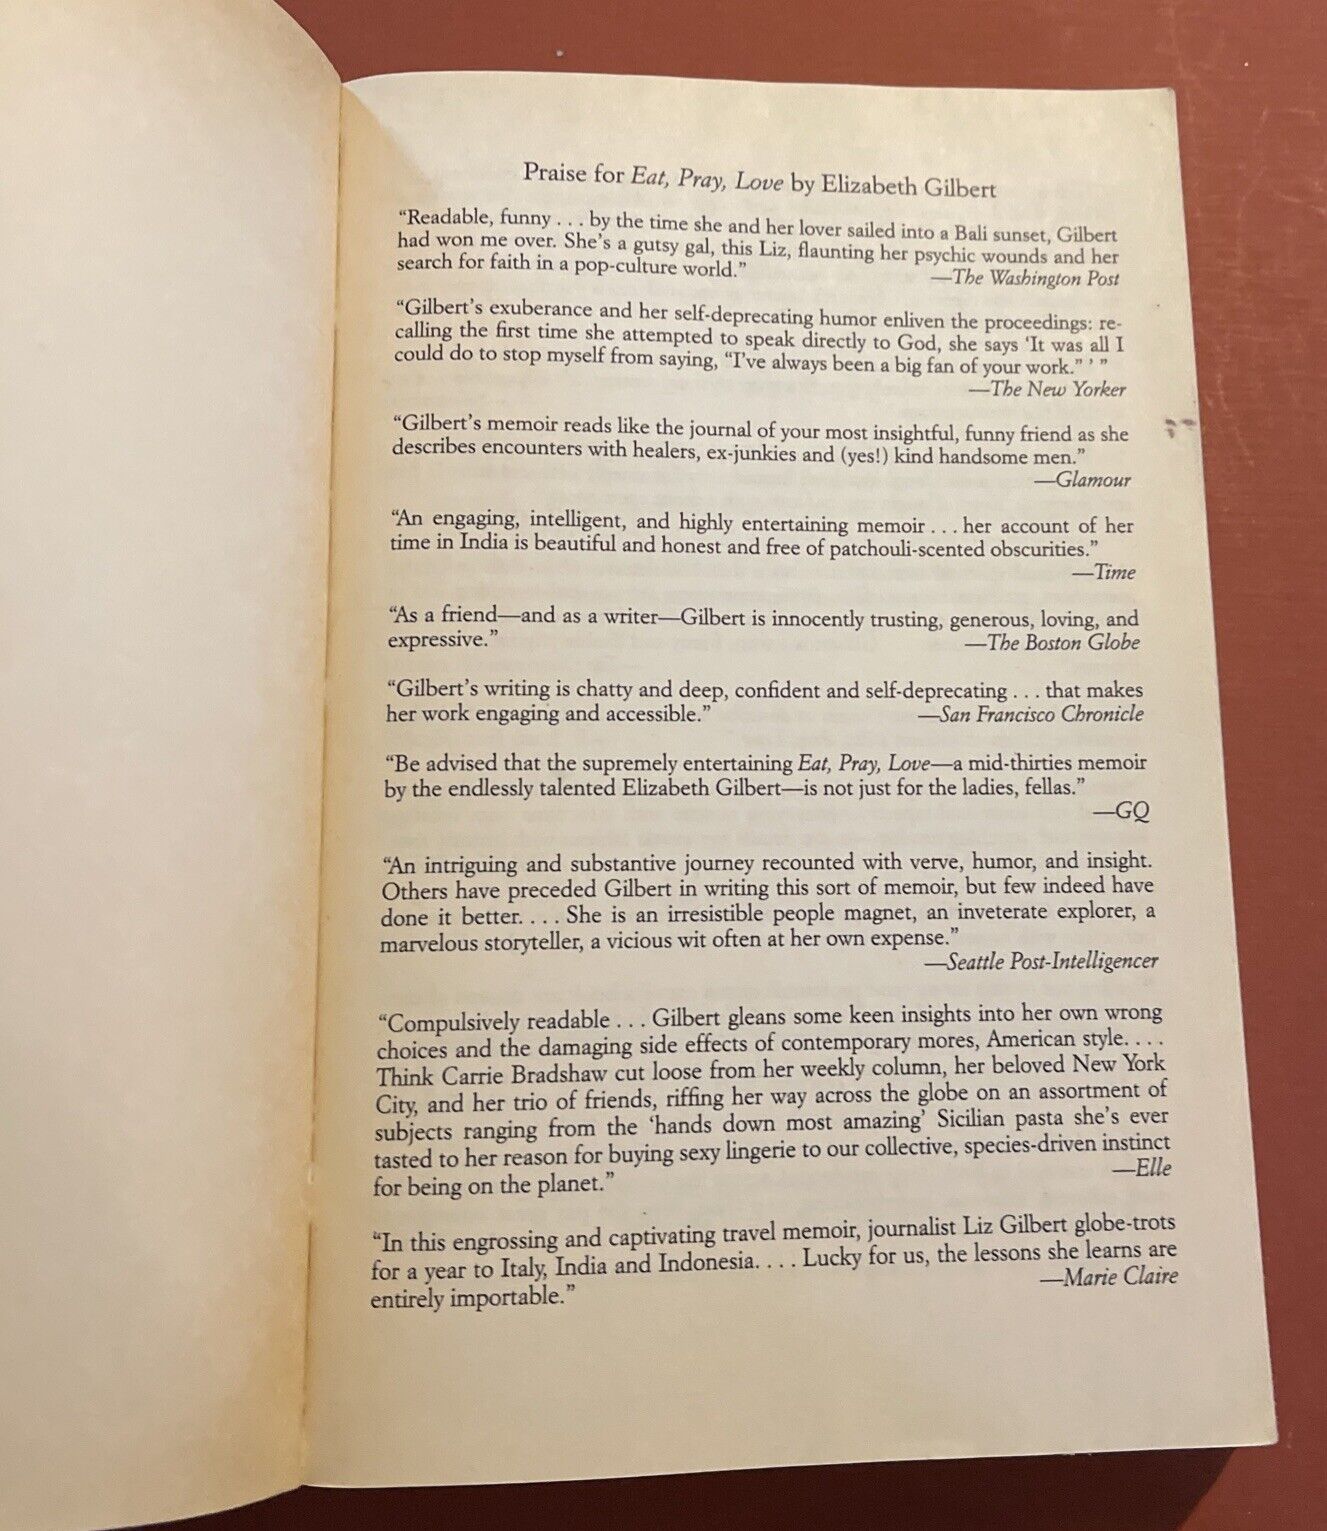 Praise for Eat, Pray, Love by Elizabeth Gilbert
“Readable, funny . . . by the time she and her lover sailed into a Bali sunset, Gilbert
had won me over. She’s a gutsy gal, this Liz, flaunting her psychic wounds and her
search for faith in a pop-culture world.” —The Washington Post
“Gilbert’s exuberance and her self-deprecating humor enliven the proceedings: re-
calling the first time she attempted to speak directly to God, she says ‘It was all I
could do to stop myself from saying, “I’ve always been a big fan of your work.” ’ ”
—The New Yorker
“Gilbert’s memoir reads like the journal of your most insightful, funny friend as she
describes encounters with healers, ex-junkies and (yes!) kind handsome men.”
—Glamour
“An engaging, intelligent, and highly entertaining memoir . . . her account of her
time in India is beautiful and honest and free of patchouli-scented obscurities.”
—Time
“As a friend—and as a writer—Gilbert is innocently trusting, generous, loving, and
expressive.” —The Boston Globe
“Gilbert’s writing is chatty and deep, confident and self-deprecating . . . that makes
her work engaging and accessible.” —San Francisco Chronicle
“Be advised that the supremely entertaining Eat, Pray, Love—a mid-thirties memoir
by the endlessly talented Elizabeth Gilbert—is not just for the ladies, fellas.”
—GQ
“An intriguing and substantive journey recounted with verve, humor, and insight.
Others have preceded Gilbert in writing this sort of memoir, but few indeed have
done it better. . . . She is an irresistible people magnet, an inveterate explorer, a
marvelous storyteller, a vicious wit often at her own expense.”
—Seattle Post-Intelligencer
“Compulsively readable . . . Gilbert gleans some keen insights into her own wrong
choices and the damaging side effects of contemporary mores, American style. . . .
Think Carrie Bradshaw cut loose from her weekly column, her beloved New York
City, and her trio of friends, riffing her way across the globe on an assortment of
subjects ranging from the ‘hands down most amazing’ Sicilian pasta she’s ever
tasted to her reason for buying sexy lingerie to our collective, species-driven instinct
for being on the planet.” —Elle
“In this engrossing and captivating travel memoir, journalist Liz Gilbert globe-trots
for a year to Italy, India and Indonesia. . . . Lucky for us, the lessons she learns are
entirely importable.” —Marie Claire